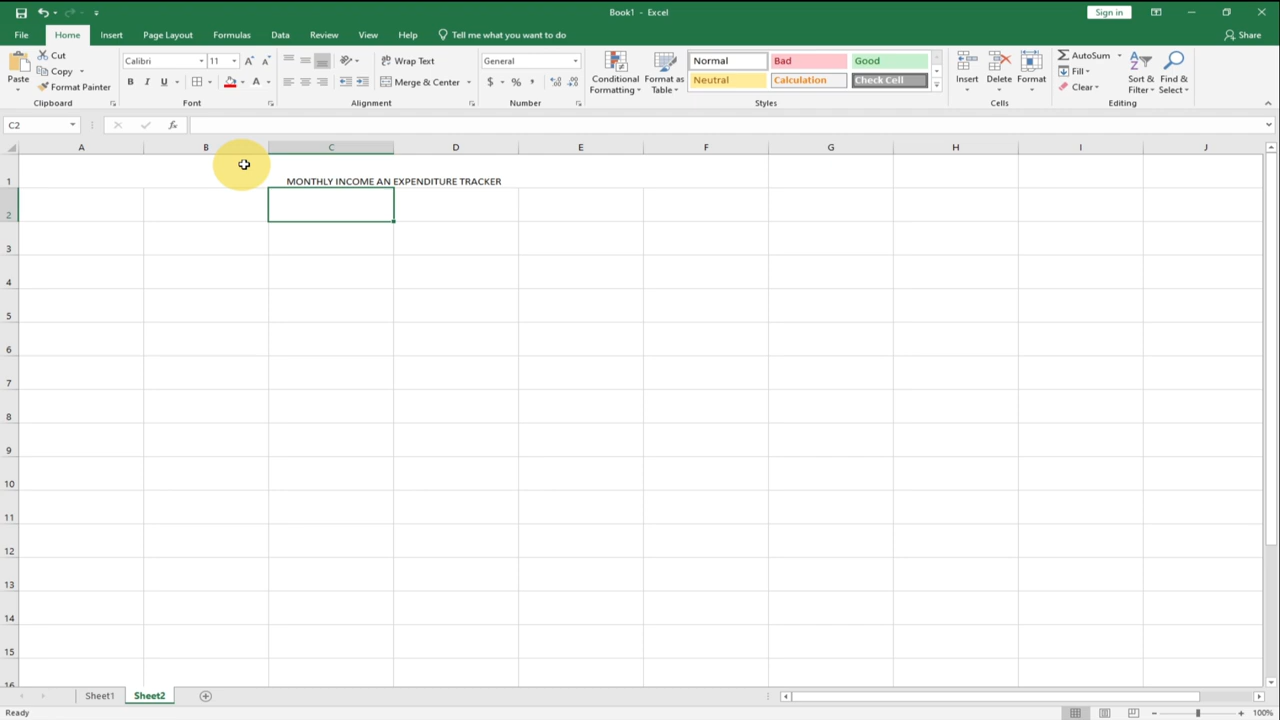 Book1 - Excel
Sign in
File Home Insert Page Layout Formulas Data Review View Help Tell me what you want to do Share
Paste Cut Copy Format Painter
Calibri 11 B I U A
Wrap Text Merge & Center
General $ % ,
Conditional Formatting Format as Table
Normal Bad Good
Neutral Calculation Check Cell
Insert Delete Format
AutoSum Fill Clear
Sort & Filter Find & Select
Clipboard Font Alignment Number Styles Cells Editing
C2 fx
A B C D E F G H I J
1 MONTHLY INCOME AN EXPENDITURE TRACKER
2
3
4
5
6
7
8
9
10
11
12
13
14
15
16
Sheet1 Sheet2
Ready 100%